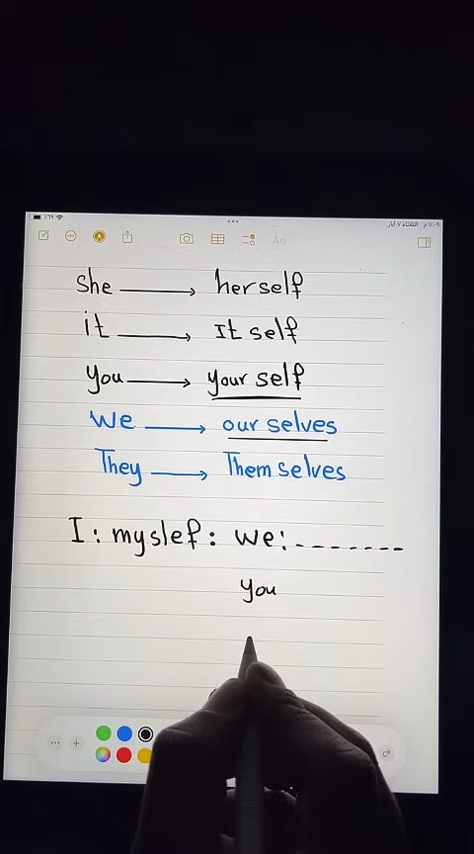 she → herself
it → It self
you → your self
We → our selves
They → Them selves
I : myslef : we: - - - - - - -
you